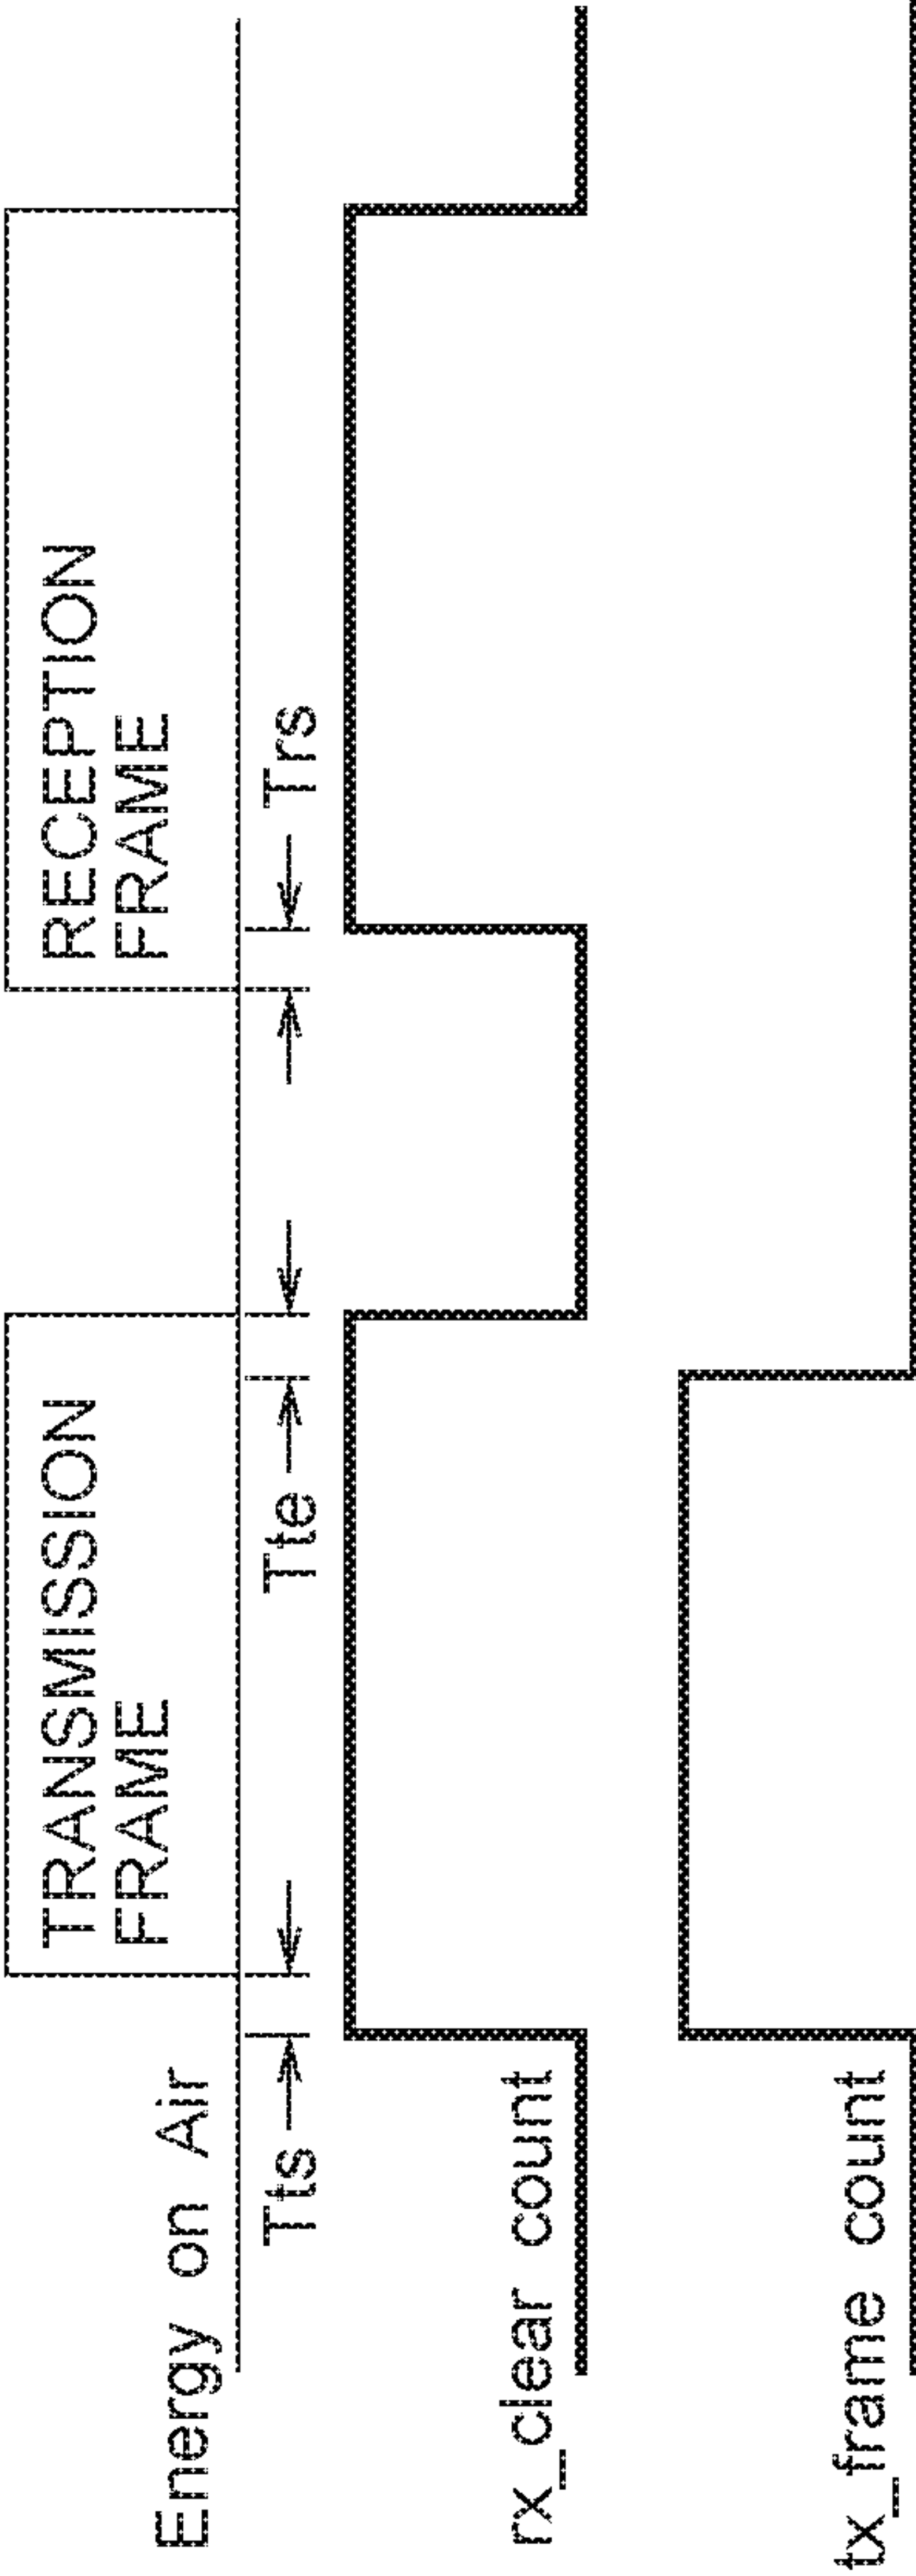 Energy on Air
TRANSMISSION
FRAME
RECEPTION
FRAME
Tts
Tte
Trs
rx_clear count
tx_frame count